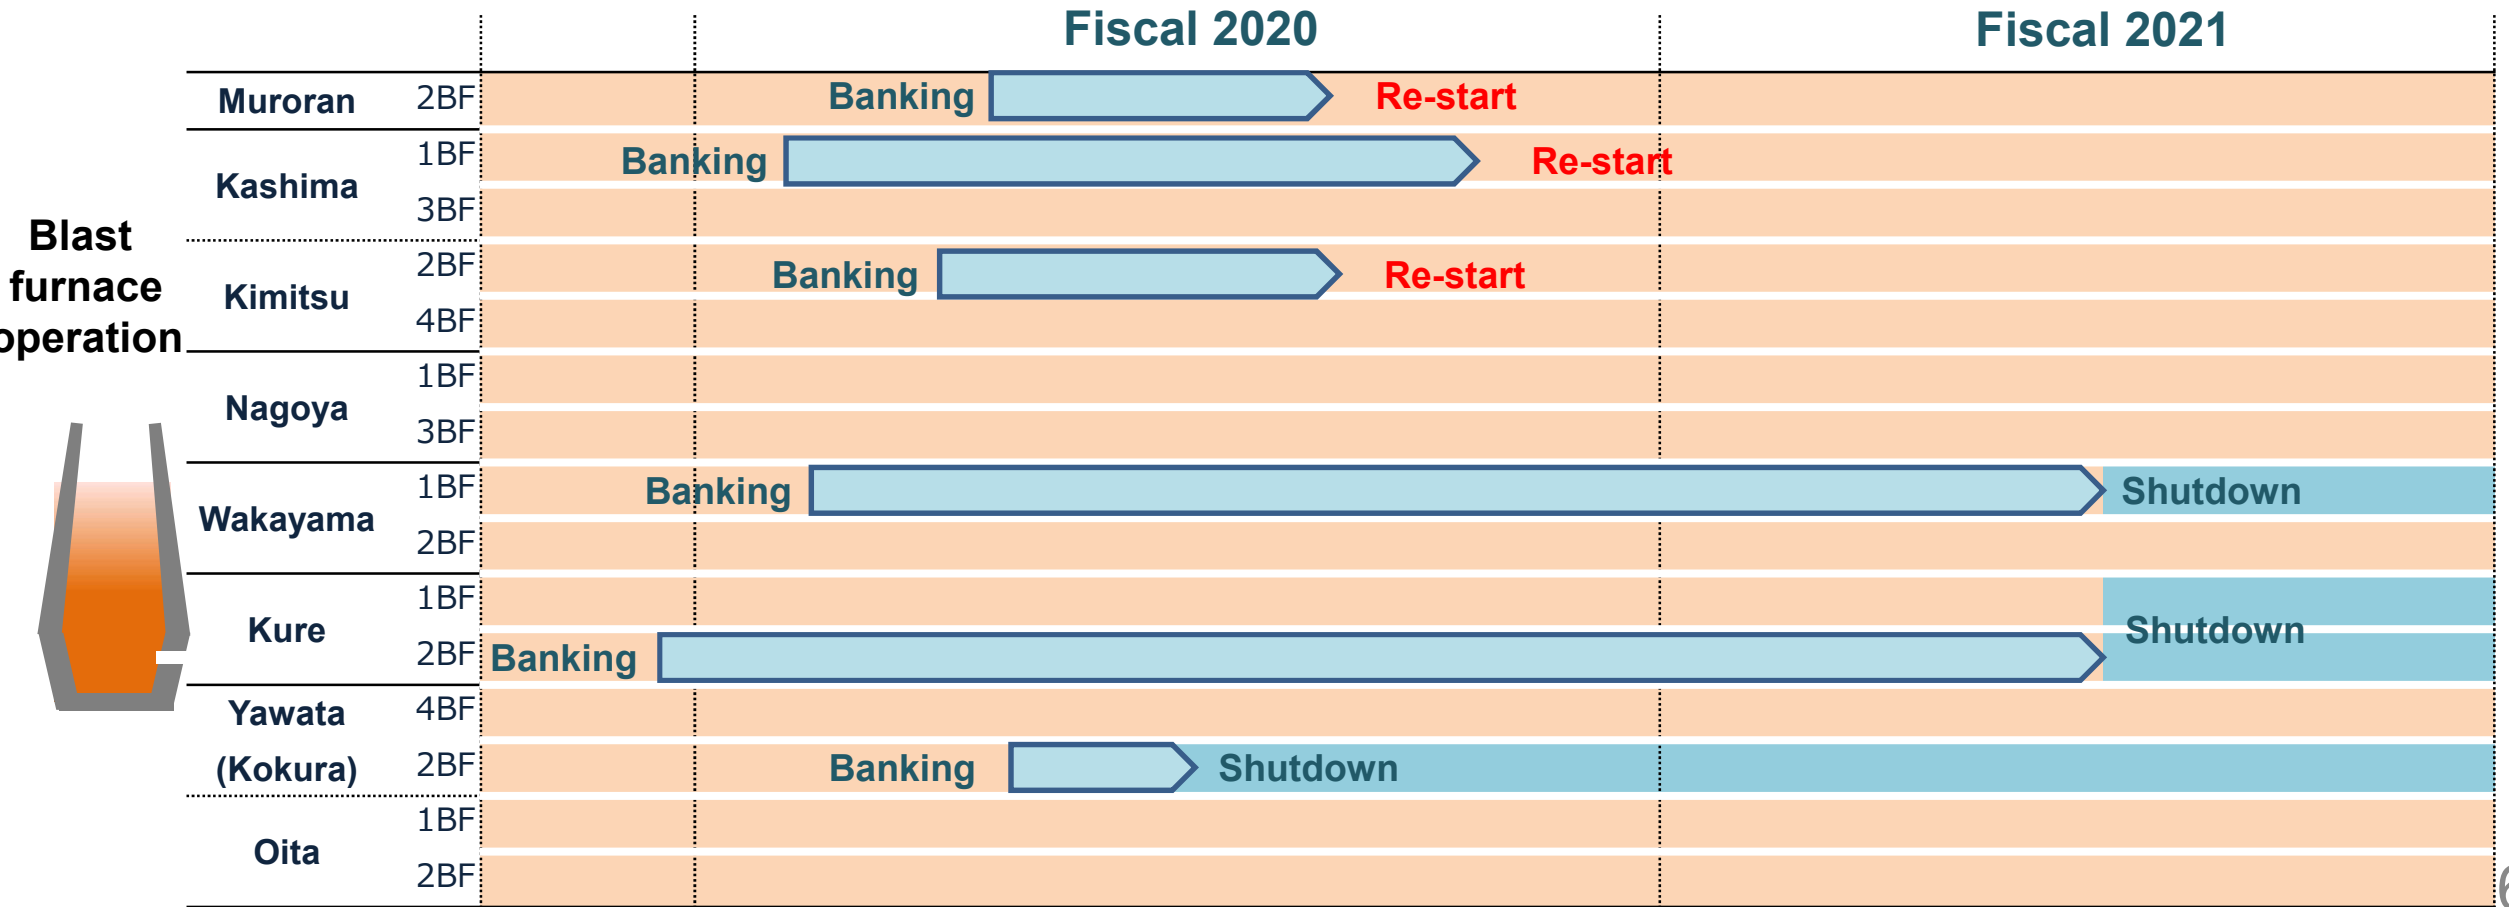 Fiscal 2020 Fiscal 2021
Muroran 2BF Banking Re-start
1BF Banking Re-start
Kashima
3BF
Blast
furnace
operation
2BF Banking Re-start
Kimitsu
4BF
1BF
Nagoya
3BF
1BF Banking Shutdown
Wakayama
2BF
1BF
Kure Shutdown
2BF Banking
Yawata 4BF
(Kokura) 2BF Banking Shutdown
1BF
Oita
2BF
6